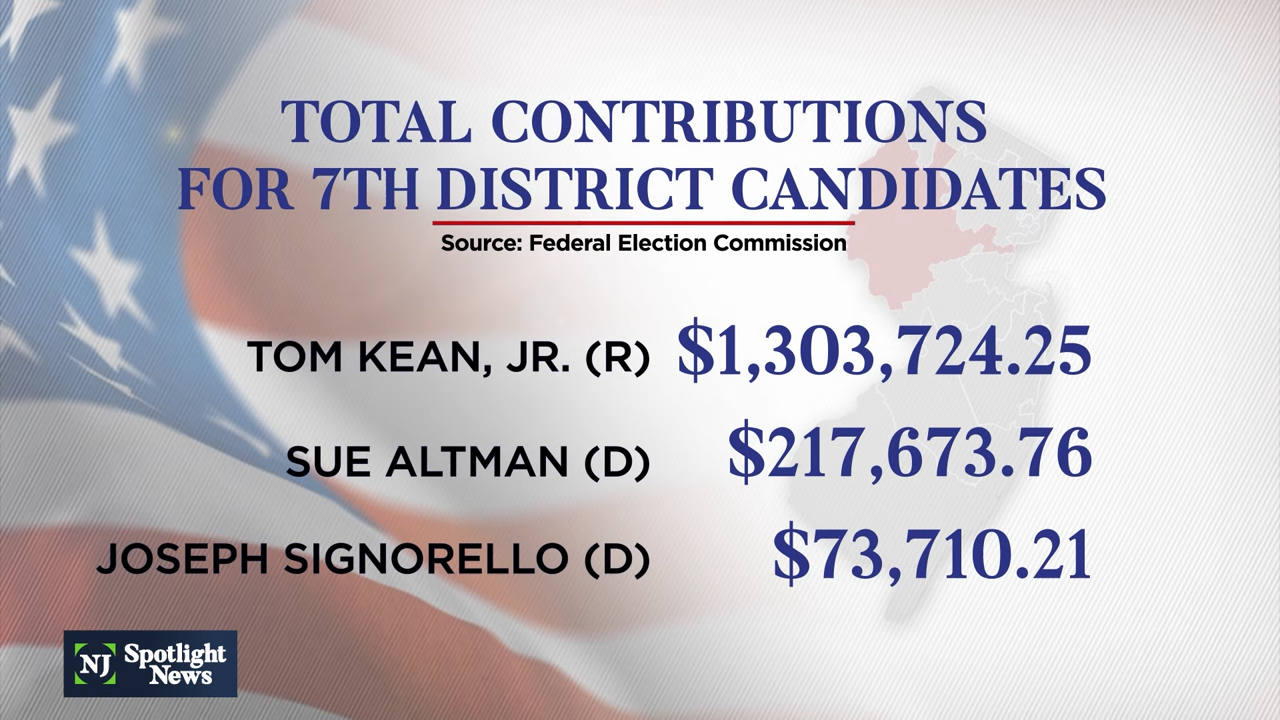 TOTAL CONTRIBUTIONS
FOR 7TH DISTRICT CANDIDATES
Source: Federal Election Commission
TOM KEAN, JR. (R) $1,303,724.25
SUE ALTMAN (D) $217,673.76
JOSEPH SIGNORELLO (D) $73,710.21
NJ Spotlight
News